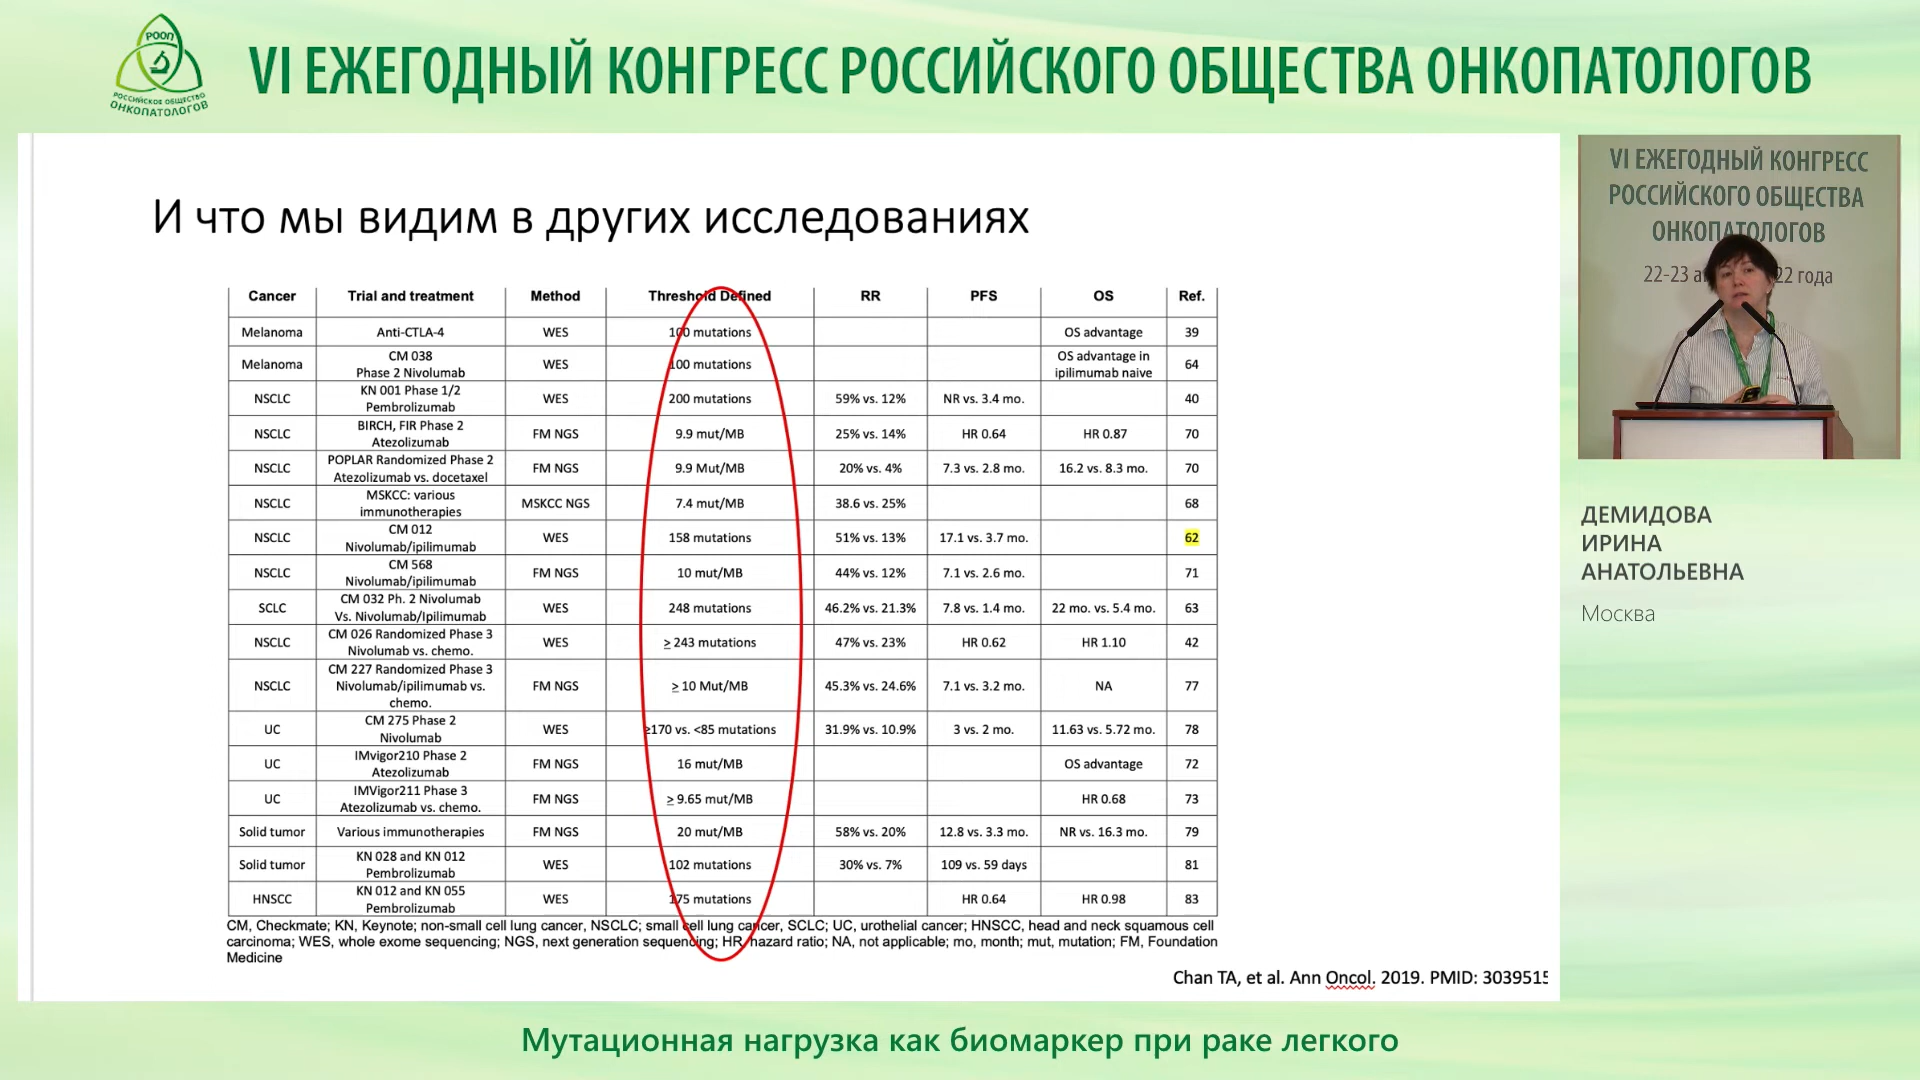 РООП
РОССИЙСКОЕ ОБЩЕСТВО
ОНКОПАТОЛОГОВ
VI ЕЖЕГОДНЫЙ КОНГРЕСС РОССИЙСКОГО ОБЩЕСТВА ОНКОПАТОЛОГОВ
И что мы видим в других исследованиях
Cancer Trial and treatment Method Threshold Defined RR PFS OS Ref.
Melanoma Anti-CTLA-4 WES 100 mutations OS advantage 39
Melanoma CM 038 Phase 2 Nivolumab WES 100 mutations OS advantage in ipilimumab naive 64
NSCLC KN 001 Phase 1/2 Pembrolizumab WES 200 mutations 59% vs. 12% NR vs. 3.4 mo. 40
NSCLC BIRCH, FIR Phase 2 Atezolizumab FM NGS 9.9 mut/MB 25% vs. 14% HR 0.64 HR 0.87 70
NSCLC POPLAR Randomized Phase 2 Atezolizumab vs. docetaxel FM NGS 9.9 Mut/MB 20% vs. 4% 7.3 vs. 2.8 mo. 16.2 vs. 8.3 mo. 70
NSCLC MSKCC: various immunotherapies MSKCC NGS 7.4 mut/MB 38.6 vs. 25% 68
NSCLC CM 012 Nivolumab/ipilimumab WES 158 mutations 51% vs. 13% 17.1 vs. 3.7 mo. 62
NSCLC CM 568 Nivolumab/ipilimumab FM NGS 10 mut/MB 44% vs. 12% 7.1 vs. 2.6 mo. 71
SCLC CM 032 Ph. 2 Nivolumab Vs. Nivolumab/Ipilimumab WES 248 mutations 46.2% vs. 21.3% 7.8 vs. 1.4 mo. 22 mo. vs. 5.4 mo. 63
NSCLC CM 026 Randomized Phase 3 Nivolumab vs. chemo. WES ≥ 243 mutations 47% vs. 23% HR 0.62 HR 1.10 42
NSCLC CM 227 Randomized Phase 3 Nivolumab/ipilimumab vs. chemo. FM NGS ≥ 10 Mut/MB 45.3% vs. 24.6% 7.1 vs. 3.2 mo. NA 77
UC CM 275 Phase 2 Nivolumab WES ≥170 vs. <85 mutations 31.9% vs. 10.9% 3 vs. 2 mo. 11.63 vs. 5.72 mo. 78
UC IMvigor210 Phase 2 Atezolizumab FM NGS 16 mut/MB OS advantage 72
UC IMVigor211 Phase 3 Atezolizumab vs. chemo. FM NGS ≥ 9.65 mut/MB HR 0.68 73
Solid tumor Various immunotherapies FM NGS 20 mut/MB 58% vs. 20% 12.8 vs. 3.3 mo. NR vs. 16.3 mo. 79
Solid tumor KN 028 and KN 012 Pembrolizumab WES 102 mutations 30% vs. 7% 109 vs. 59 days 81
HNSCC KN 012 and KN 055 Pembrolizumab WES 175 mutations HR 0.64 HR 0.98 83
CM, Checkmate; KN, Keynote; non-small cell lung cancer, NSCLC; small cell lung cancer, SCLC; UC, urothelial cancer; HNSCC, head and neck squamous cell
carcinoma; WES, whole exome sequencing; NGS, next generation sequencing; HR, hazard ratio; NA, not applicable; mo, month; mut, mutation; FM, Foundation
Medicine
Chan TA, et al. Ann Oncol. 2019. PMID: 3039515
VI ЕЖЕГОДНЫЙ КОНГРЕСС
РОССИЙСКОГО ОБЩЕСТВА
ОНКОПАТОЛОГОВ
22-23 22 года
ДЕМИДОВА
ИРИНА
АНАТОЛЬЕВНА
Москва
Мутационная нагрузка как биомаркер при раке легкого